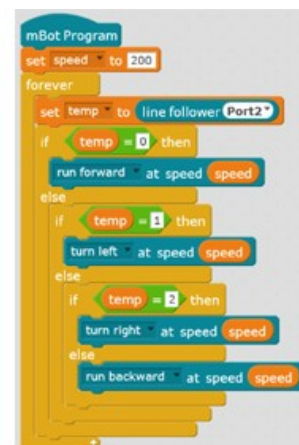 mBot Program
set speed to 200
forever
set temp to line follower Port2
if temp = 0 then
run forward at speed speed
else
if temp = 1 then
turn left at speed speed
else
if temp = 2 then
turn right at speed speed
else
run backward at speed speed